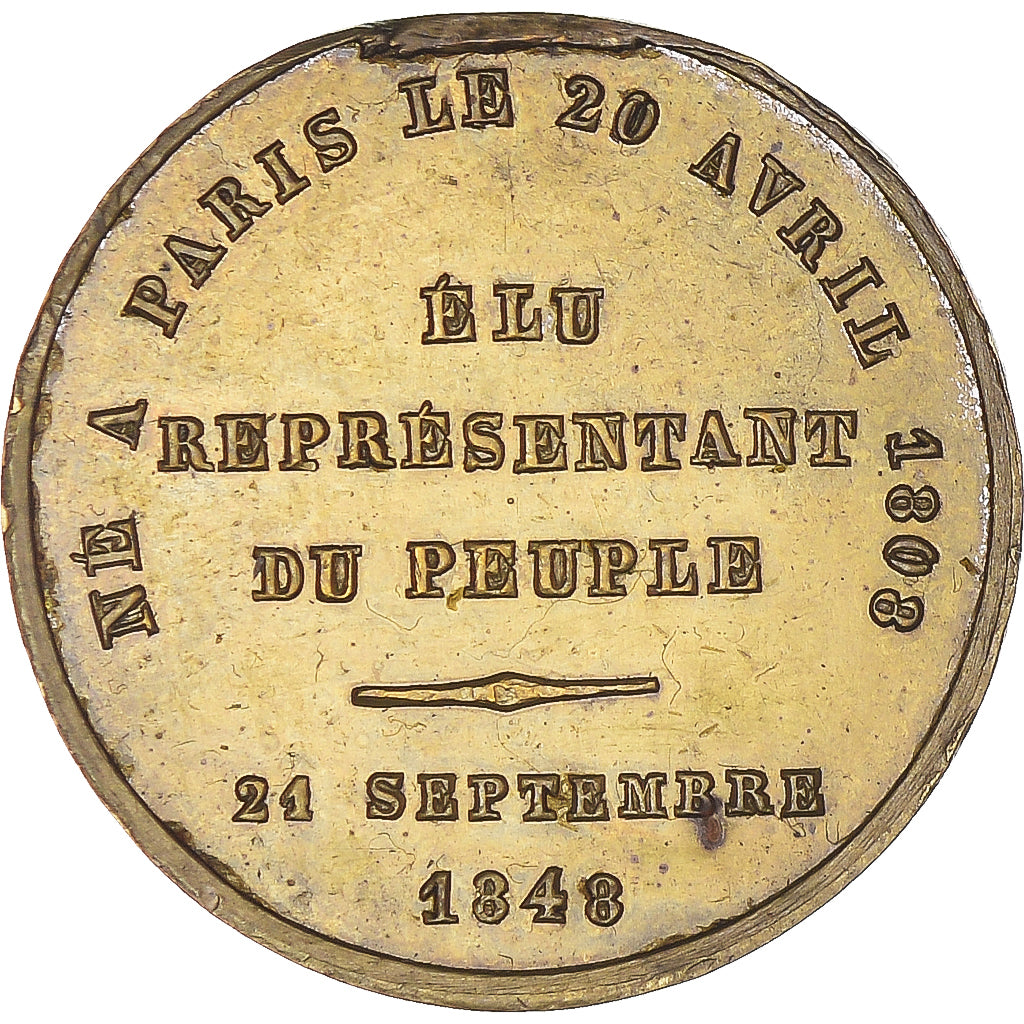 NÉ A PARIS LE 20 AVRIL 1808
ÉLU
REPRÉSENTANT
DU PEUPLE
21 SEPTEMBRE
1848